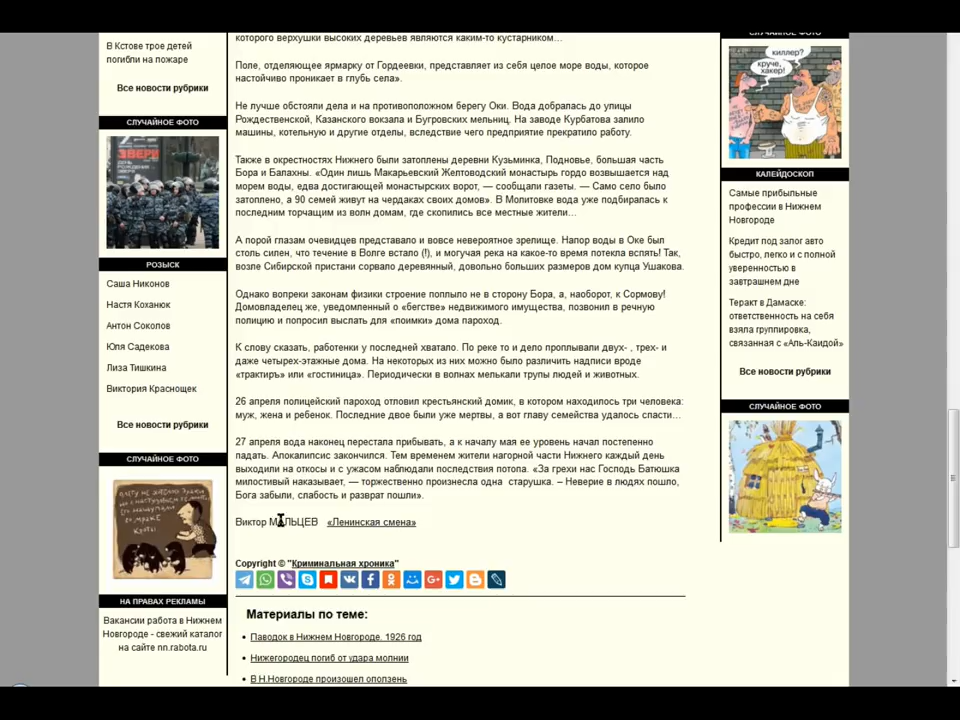 В Кстове трое детей
погибли на пожаре
Все новости рубрики
СЛУЧАЙНОЕ ФОТО
ЗВЕРИ
РОЗЫСК
Саша Никонов
Настя Коханюк
Антон Соколов
Юля Садекова
Лиза Тишкина
Виктория Краснощек
Все новости рубрики
СЛУЧАЙНОЕ ФОТО
НА ПРАВАХ РЕКЛАМЫ
Вакансии работа в Нижнем
Новгороде - свежий каталог
на сайте nn.rabota.ru
которого верхушки высоких деревьев являются каким-то кустарником…
Поле, отделяющее ярмарку от Гордеевки, представляет из себя целое море воды, которое
настойчиво проникает в глубь села».
Не лучше обстояли дела и на противоположном берегу Оки. Вода добралась до улицы
Рождественской, Казанского вокзала и Бугровских мельниц. На заводе Курбатова залило
машины, котельную и другие отделы, вследствие чего предприятие прекратило работу.
Также в окрестностях Нижнего были затоплены деревни Кузьминка, Подновье, большая часть
Бора и Балахны. «Один лишь Макарьевский Желтоводский монастырь гордо возвышается над
морем воды, едва достигающей монастырских ворот, — сообщали газеты. — Само село было
затоплено, а 90 семей живут на чердаках своих домов». В Молитовке вода уже подбиралась к
последним торчащим из волн домам, где скопились все местные жители…
А порой глазам очевидцев представало и вовсе невероятное зрелище. Напор воды в Оке был
столь силен, что течение в Волге встало (!), и могучая река на какое-то время потекла вспять! Так,
возле Сибирской пристани сорвало деревянный, довольно больших размеров дом купца Ушакова.
Однако вопреки законам физики строение поплыло не в сторону Бора, а, наоборот, к Сормову!
Домовладелец же, уведомленный о «бегстве» недвижимого имущества, позвонил в речную
полицию и попросил выслать для «поимки» дома пароход.
К слову сказать, работенки у последней хватало. По реке то и дело проплывали двух- , трех- и
даже четырех-этажные дома. На некоторых из них можно было различить надписи вроде
«трактиръ» или «гостиница». Периодически в волнах мелькали трупы людей и животных.
26 апреля полицейский пароход отловил крестьянский домик, в котором находилось три человека:
муж, жена и ребенок. Последние двое были уже мертвы, а вот главу семейства удалось спасти…
27 апреля вода наконец перестала прибывать, а к началу мая ее уровень начал постепенно
падать. Апокалипсис закончился. Тем временем жители нагорной части Нижнего каждый день
выходили на откосы и с ужасом наблюдали последствия потопа. «За грехи нас Господь Батюшка
милостивый наказывает, — торжественно произнесла одна старушка. – Неверие в людях пошло,
Бога забыли, слабость и разврат пошли».
Виктор МАЛЬЦЕВ «Ленинская смена»
Copyright © "Криминальная хроника"
Материалы по теме:
Паводок в Нижнем Новгороде. 1926 год
Нижегородец погиб от удара молнии
В Н.Новгороде произошел оползень
СЛУЧАЙНОЕ ФОТО
киллер?
круче,
хакер!
КАЛЕЙДОСКОП
Самые прибыльные
профессии в Нижнем
Новгороде
Кредит под залог авто
быстро, легко и с полной
уверенностью в
завтрашнем дне
Теракт в Дамаске:
ответственность на себя
взяла группировка,
связанная с «Аль-Каидой»
Все новости рубрики
СЛУЧАЙНОЕ ФОТО